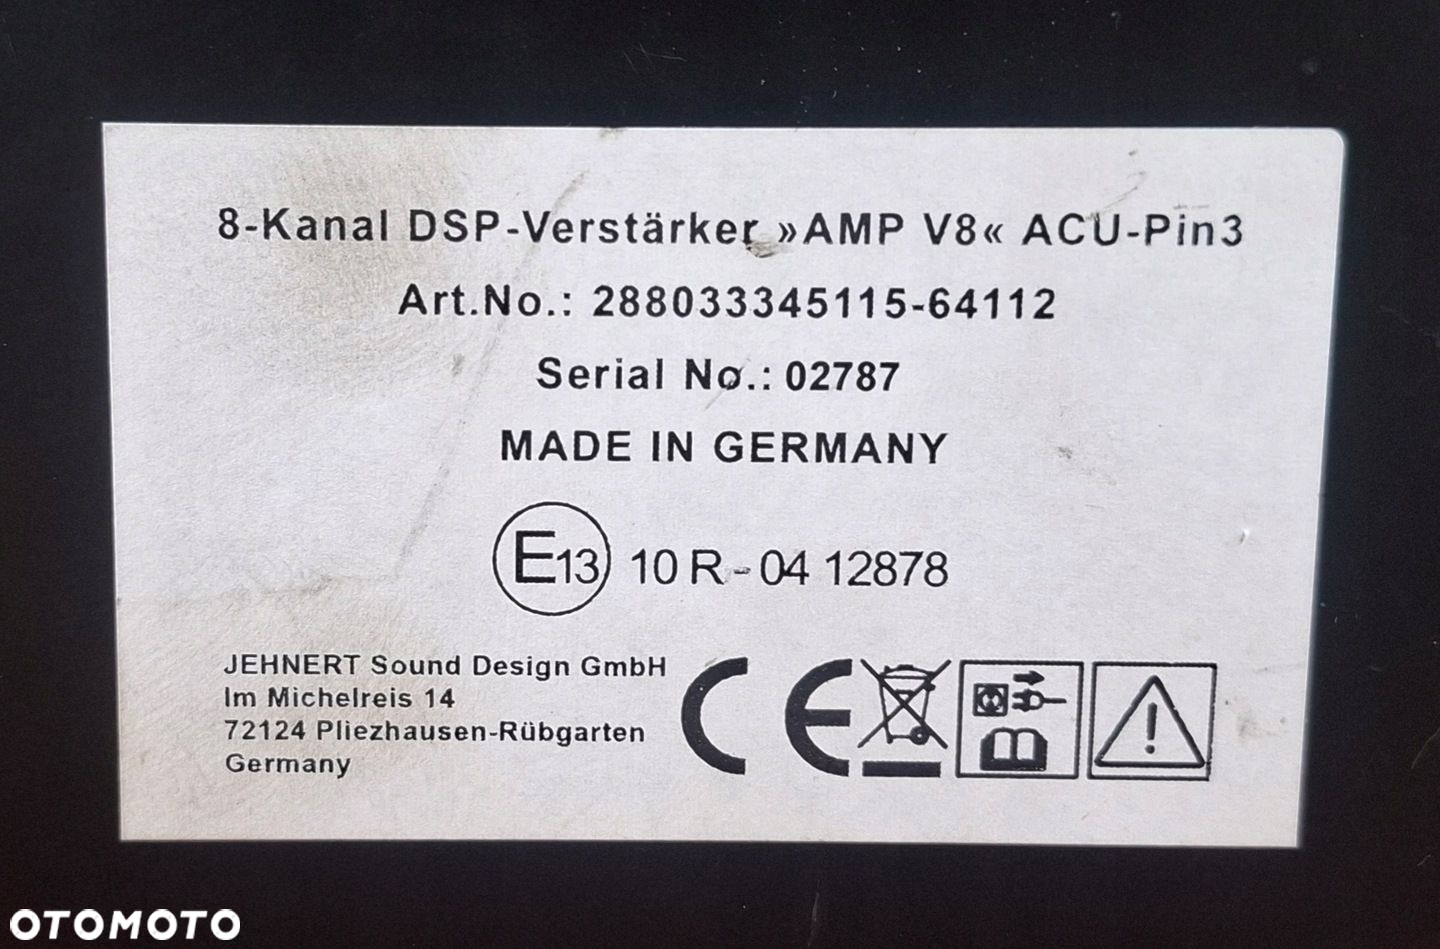 8-Kanal DSP-Verstärker »AMP V8« ACU-Pin3
Art.No.: 288033345115-64112
Serial No.: 02787
MADE IN GERMANY
E13 10 R - 04 12878
JEHNERT Sound Design GmbH
Im Michelreis 14
72124 Pliezhausen-Rübgarten
Germany
CE
OTOMOTO